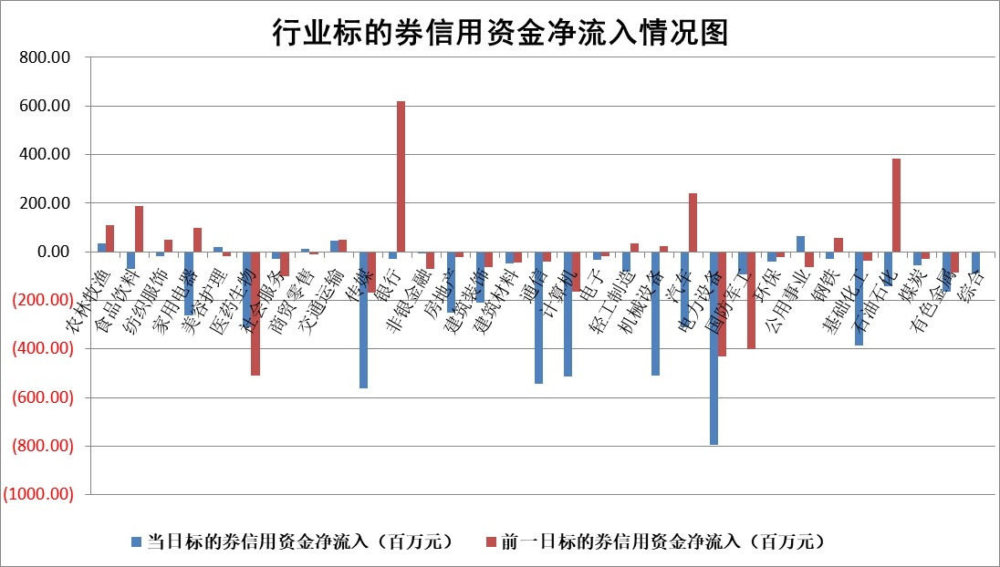 行业标的券信用资金净流入情况图
800.00
600.00
400.00
200.00
0.00
(200.00)
(400.00)
(600.00)
(800.00)
(1000.00)
农林牧渔
食品饮料
纺织服饰
家用电器
美容护理
医药生物
社会服务
商贸零售
交通运输
传媒
银行
非银金融
房地产
建筑装饰
建筑材料
通信
计算机
电子
轻工制造
机械设备
汽车
电力设备
国防军工
环保
公用事业
钢铁
基础化工
石油石化
煤炭
有色金属
综合
当日标的券信用资金净流入（百万元）
前一日标的券信用资金净流入（百万元）